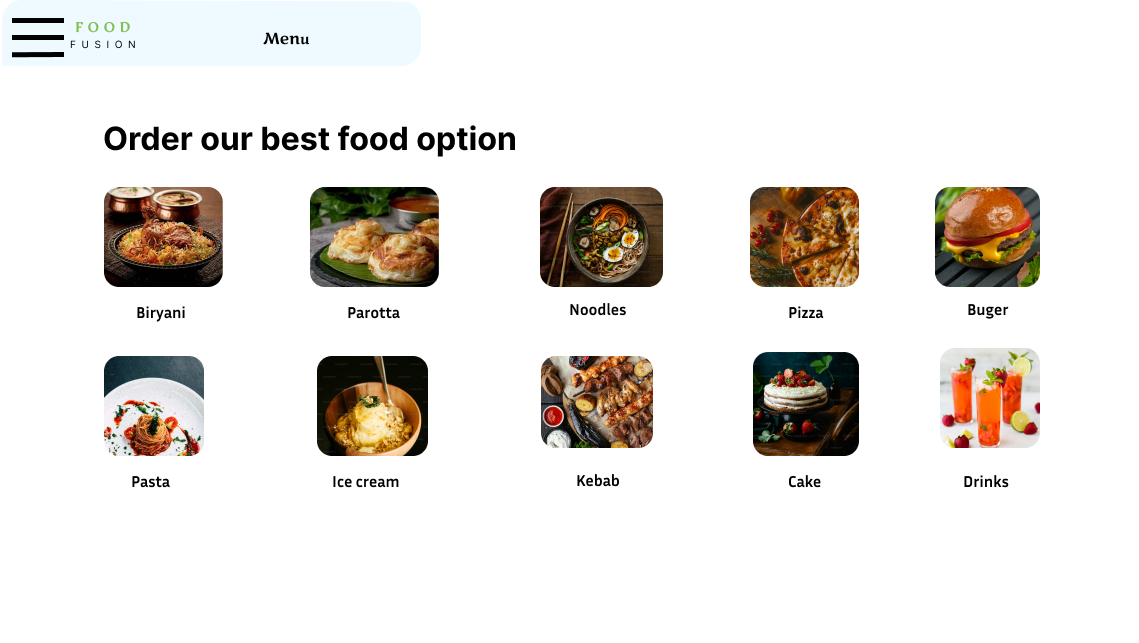 FOOD
FUSION
Menu
Order our best food option
Biryani
Parotta
Noodles
Pizza
Buger
Pasta
Ice cream
Kebab
Cake
Drinks